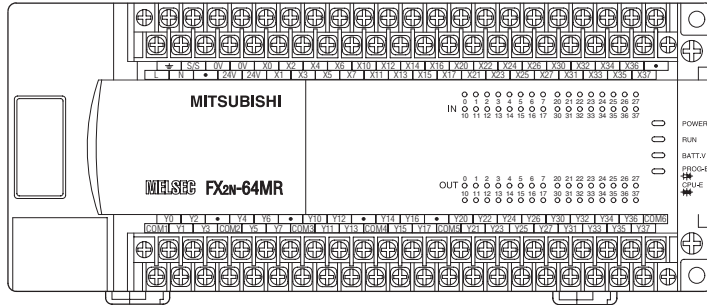 ⏚ S/S 0V 0V X0 X2 X4 X6 X10 X12 X14 X16 X20 X22 X24 X26 X30 X32 X34 X36 •
L N • 24V 24V X1 X3 X5 X7 X11 X13 X15 X17 X21 X23 X25 X27 X31 X33 X35 X37
MITSUBISHI
IN
0 1 2 3 4 5 6 7 20 21 22 23 24 25 26 27
10 11 12 13 14 15 16 17 30 31 32 33 34 35 36 37
POWER
RUN
BATT.V
PROG-E
CPU-E
MELSEC FX2N-64MR
OUT
0 1 2 3 4 5 6 7 20 21 22 23 24 25 26 27
10 11 12 13 14 15 16 17 30 31 32 33 34 35 36 37
Y0 Y2 • Y4 Y6 • Y10 Y12 • Y14 Y16 • Y20 Y22 Y24 Y26 Y30 Y32 Y34 Y36 COM6
COM1 Y1 Y3 COM2 Y5 Y7 COM3 Y11 Y13 COM4 Y15 Y17 COM5 Y21 Y23 Y25 Y27 Y31 Y33 Y35 Y37